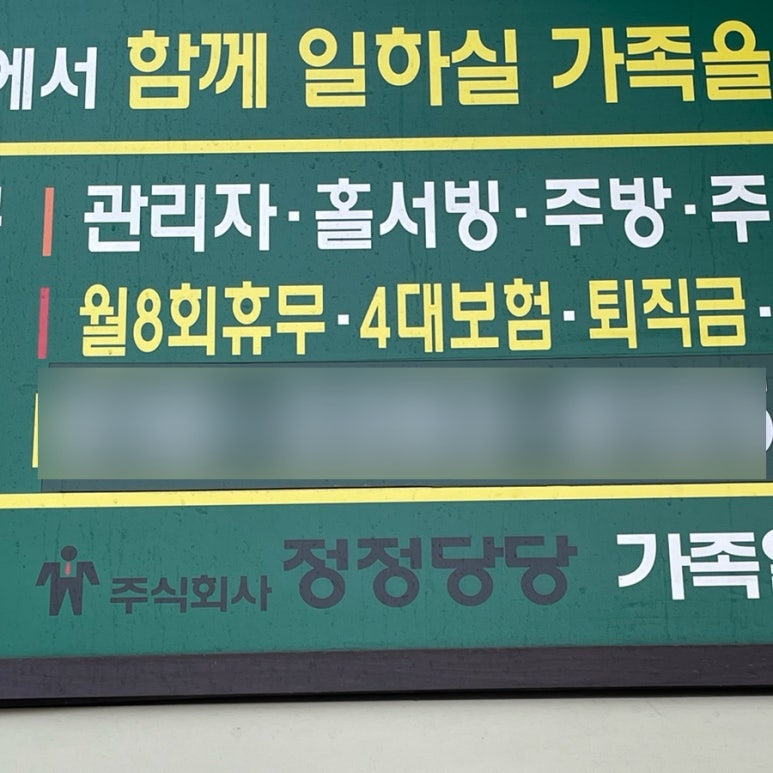 에서 함께 일하실 가족을
관리자·홀서빙·주방·주
월8회휴무·4대보험·퇴직금·
주식회사 정정당당 가족